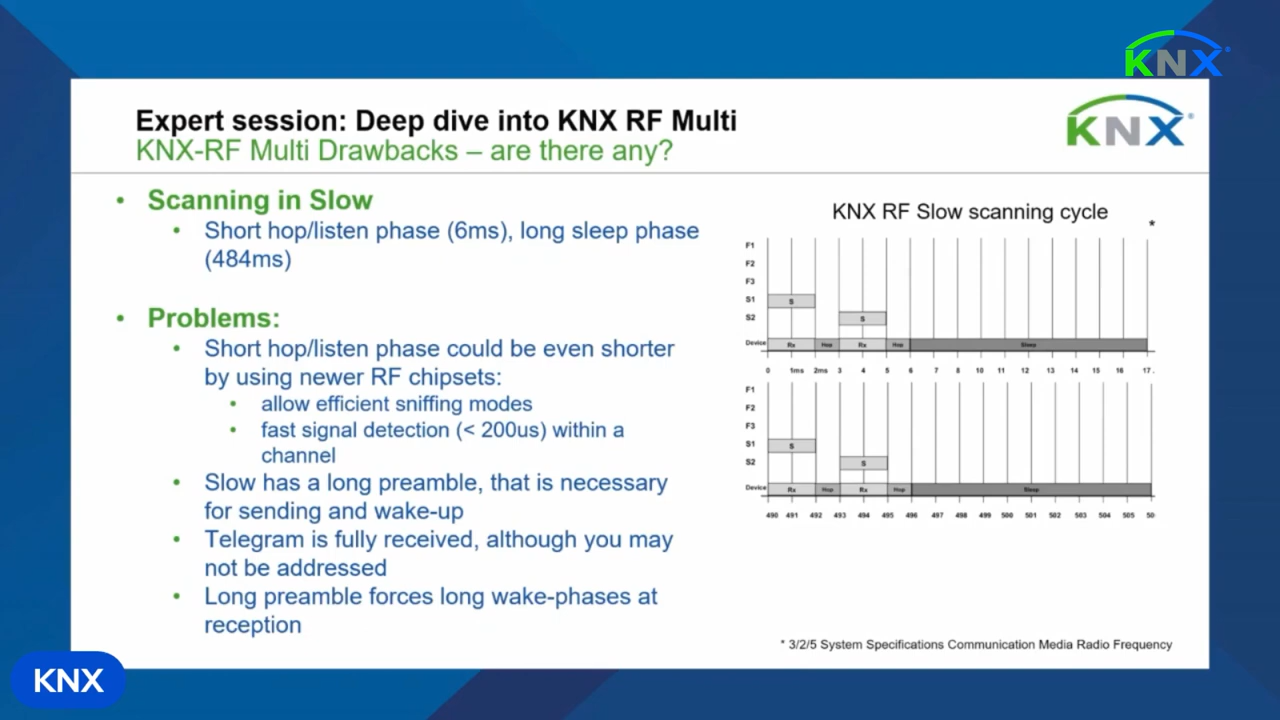 KNX
Expert session: Deep dive into KNX RF Multi
KNX-RF Multi Drawbacks – are there any?
KNX
• Scanning in Slow
• Short hop/listen phase (6ms), long sleep phase
(484ms)
• Problems:
• Short hop/listen phase could be even shorter
by using newer RF chipsets:
• allow efficient sniffing modes
• fast signal detection (< 200us) within a
channel
• Slow has a long preamble, that is necessary
for sending and wake-up
• Telegram is fully received, although you may
not be addressed
• Long preamble forces long wake-phases at
reception
KNX RF Slow scanning cycle
*
F1
F2
F3
S1 S
S2 S
Device Rx Hop Rx Hop Sleep
0 1ms 2ms 3 4 5 6 7 8 10 11 12 13 14 15 16 17 .
F1
F2
F3
S1 S
S2 S
Device Rx Hop Rx Hop Sleep
490 491 492 493 494 495 496 497 498 499 500 501 502 503 504 505 50
* 3/2/5 System Specifications Communication Media Radio Frequency
KNX